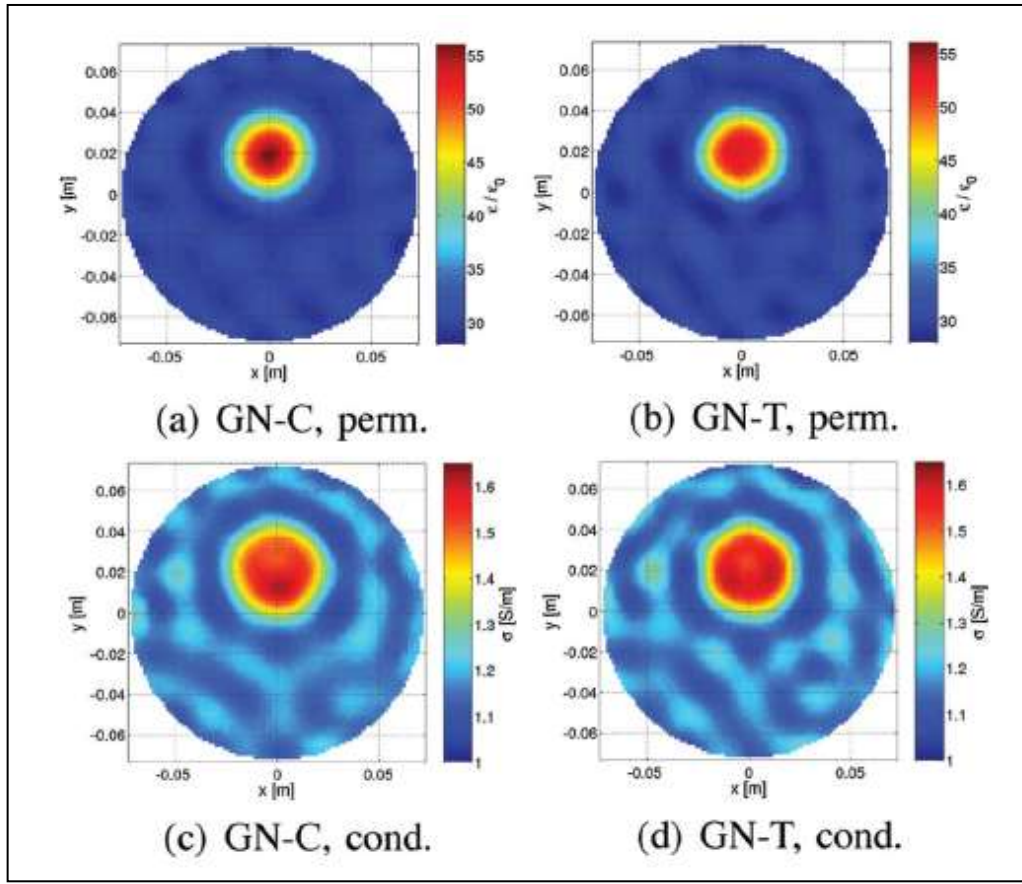 0.06
0.04
0.02
0
-0.02
-0.04
-0.06
y [m]
-0.05 0 0.05
x [m]
55
50
45
40
35
30
ε / ε0
(a) GN-C, perm.
0.06
0.04
0.02
0
-0.02
-0.04
-0.06
y [m]
-0.05 0 0.05
x [m]
55
50
45
40
35
30
ε / ε0
(b) GN-T, perm.
0.06
0.04
0.02
0
-0.02
-0.04
-0.06
y [m]
-0.05 0 0.05
x [m]
1.6
1.5
1.4
1.3
1.2
1.1
1
σ [S/m]
(c) GN-C, cond.
0.06
0.04
0.02
0
-0.02
-0.04
-0.06
y [m]
-0.05 0 0.05
x [m]
1.6
1.5
1.4
1.3
1.2
1.1
1
σ [S/m]
(d) GN-T, cond.